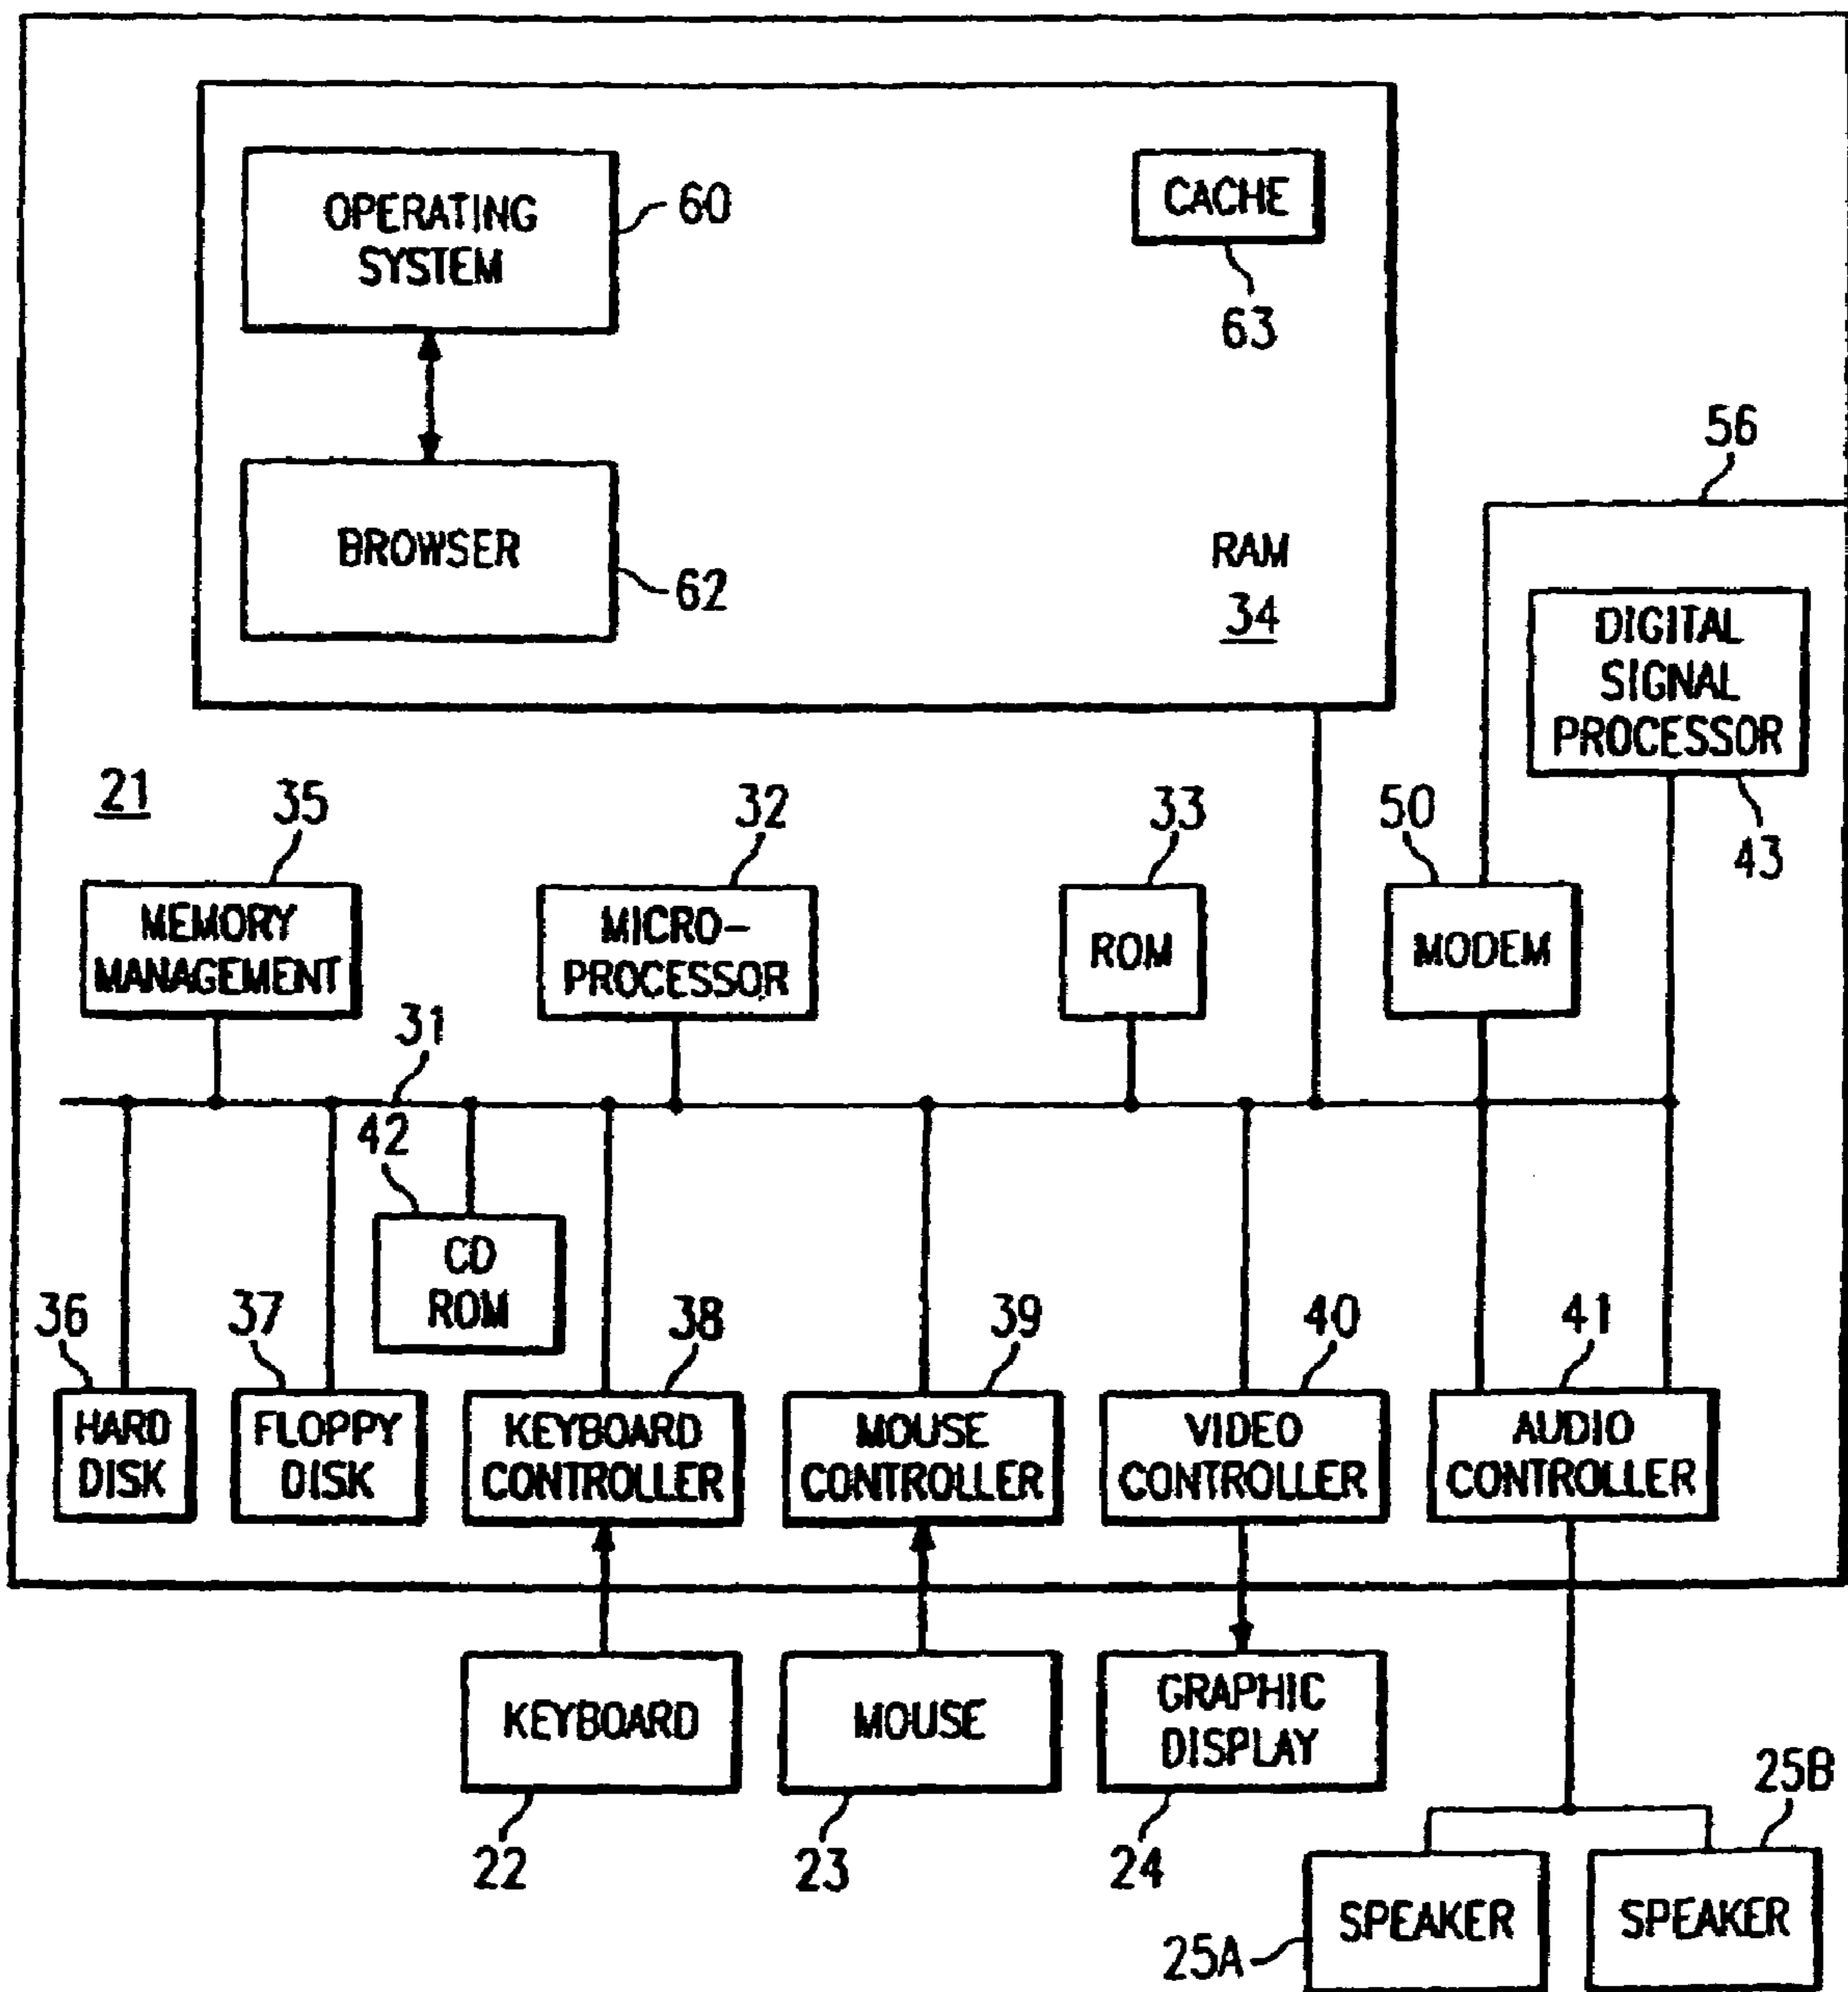 OPERATING
SYSTEM
60
CACHE
63
56
BROWSER
62
RAM
34
DIGITAL
SIGNAL
PROCESSOR
43
21
35
32
33
50
MEMORY
MANAGEMENT
MICRO-
PROCESSOR
ROM
MODEM
31
42
CD
ROM
36
37
38
39
40
41
HARD
DISK
FLOPPY
DISK
KEYBOARD
CONTROLLER
MOUSE
CONTROLLER
VIDEO
CONTROLLER
AUDIO
CONTROLLER
KEYBOARD
MOUSE
GRAPHIC
DISPLAY
22
23
24
25B
SPEAKER
SPEAKER
25A